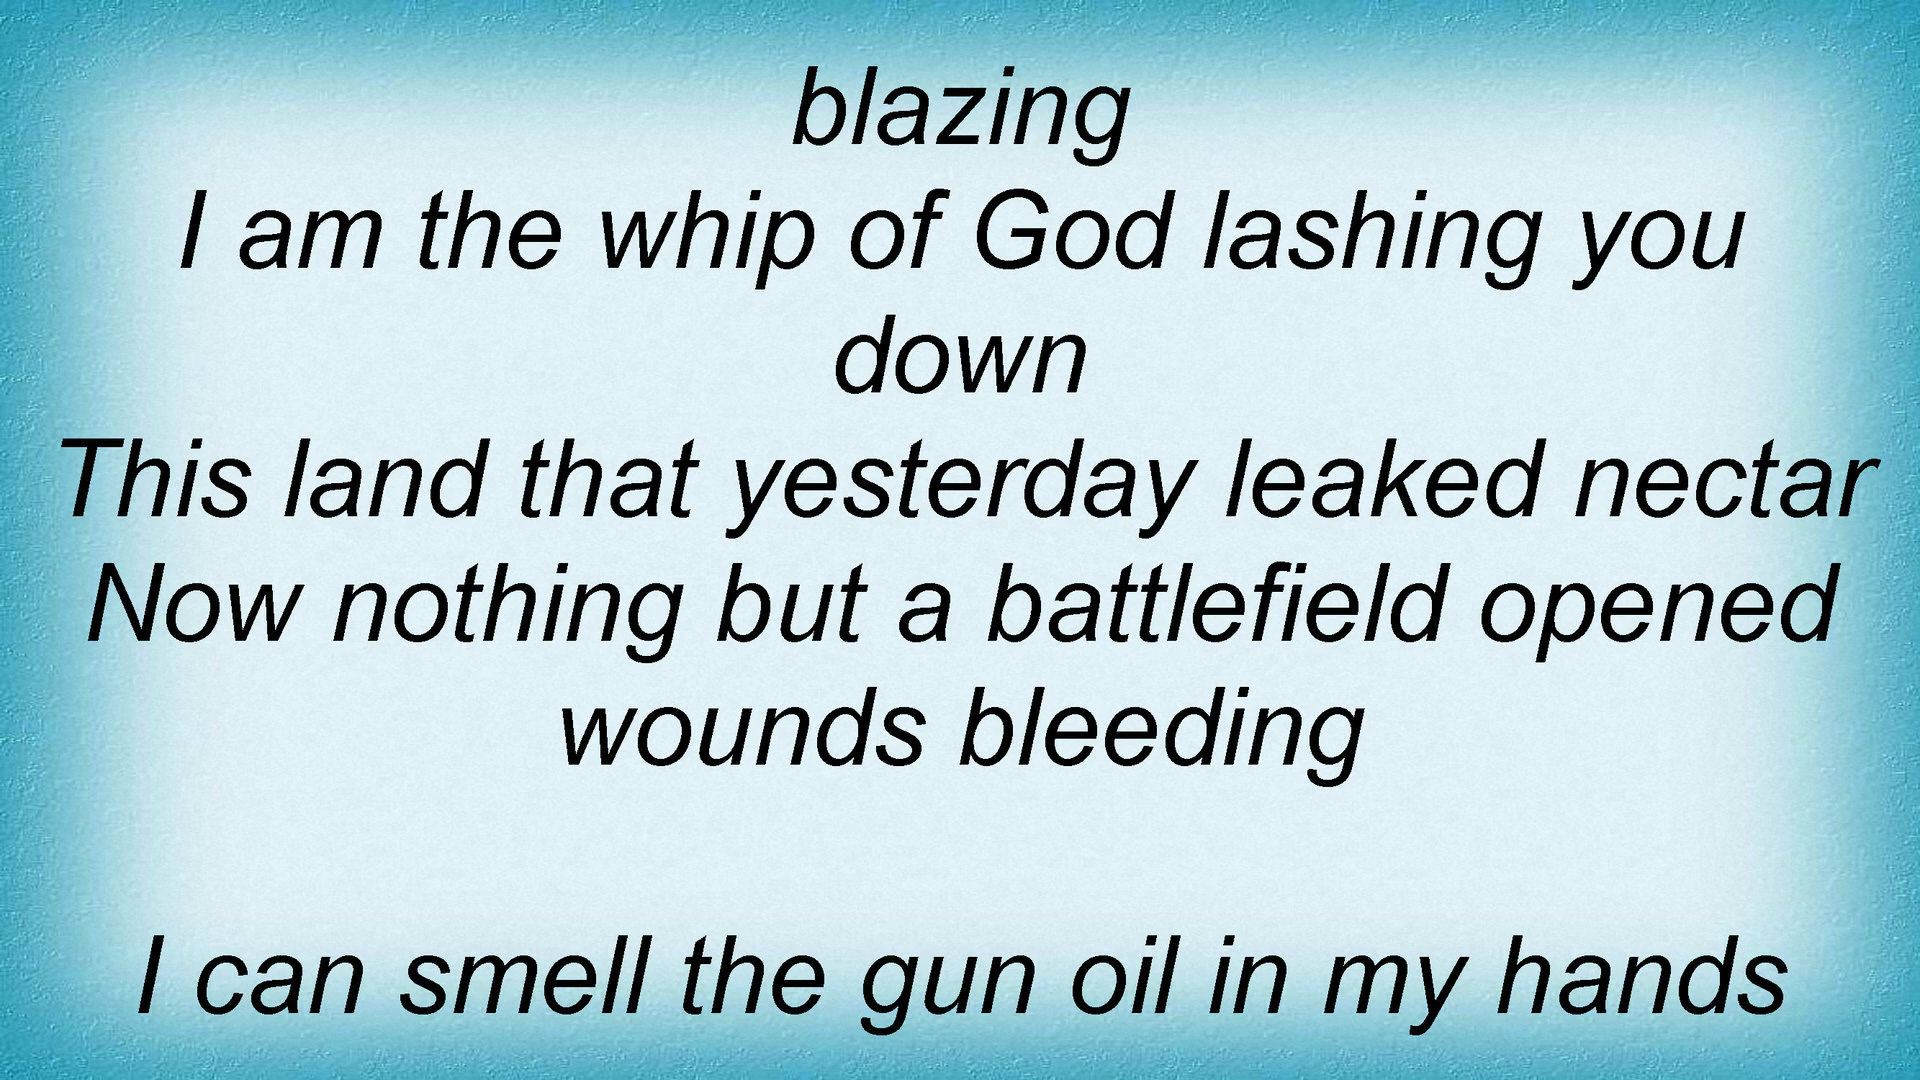 blazing
I am the whip of God lashing you
down
This land that yesterday leaked nectar
Now nothing but a battlefield opened
wounds bleeding
I can smell the gun oil in my hands